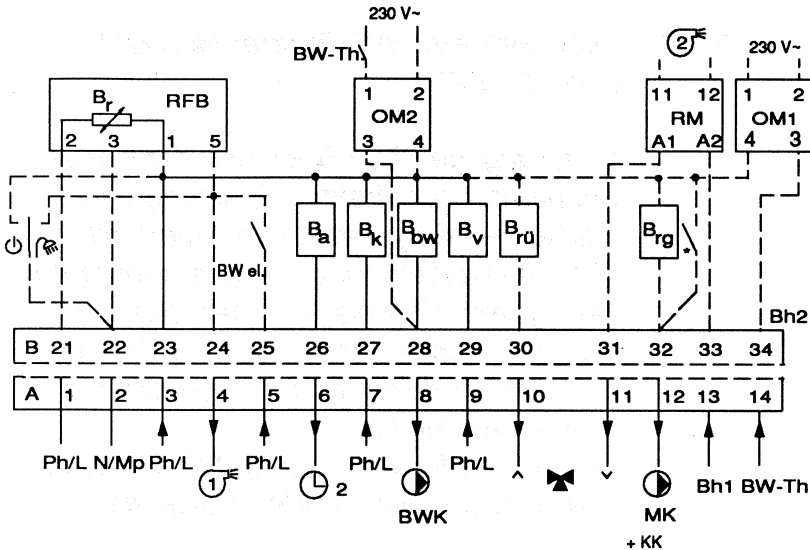 230 V~
BW-Th.
2
230 V~
Br RFB
2 3 1 5
1 2
OM2
3 4
11 12
RM
A1 A2
1 2
OM1
4 3
Ba Bk Bbw Bv Brü Brg
*
BW el.
Bh2
B 21 22 23 24 25 26 27 28 29 30 31 32 33 34
A 1 2 3 4 5 6 7 8 9 10 11 12 13 14
Ph/L N/Mp Ph/L 1 Ph/L 2 Ph/L Ph/L Bh1 BW-Th
BWK MK
+ KK